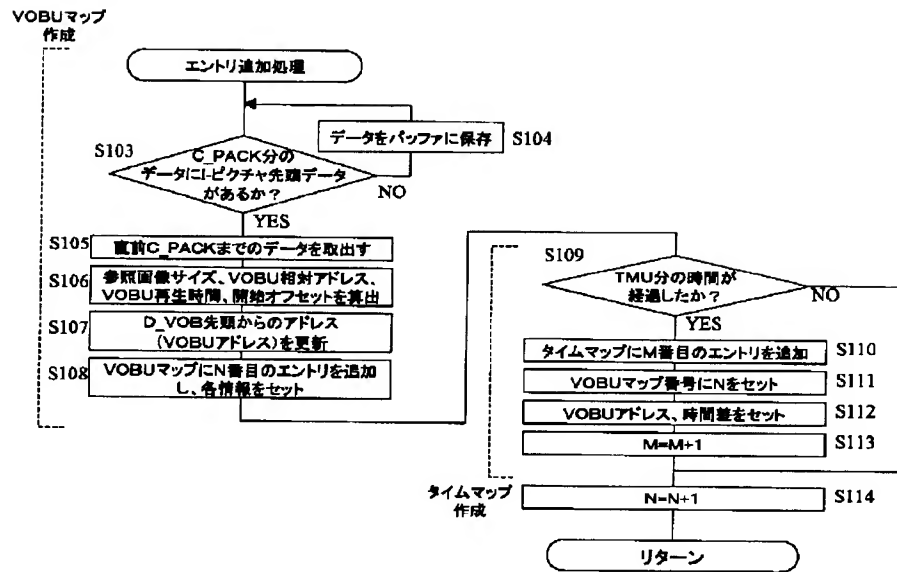 VOBUマップ
作成
エントリ追加処理
データをバッファに保存
S104
S103
C_PACK分の
データにI-ピクチャ先頭データ
があるか?
NO
YES
S105
直前C_PACKまでのデータを取出す
S106
参照画像サイズ、VOBU相対アドレス、
VOBU再生時間、開始オフセットを算出
S107
D_VOB先頭からのアドレス
(VOBUアドレス)を更新
S108
VOBUマップにN番目のエントリを追加
し、各情報をセット
S109
TMU分の時間が
経過したか?
NO
YES
タイムマップにM番目のエントリを追加
S110
VOBUマップ番号にNをセット
S111
VOBUアドレス、時間差をセット
S112
M=M+1
S113
タイムマップ
作成
N=N+1
S114
リターン